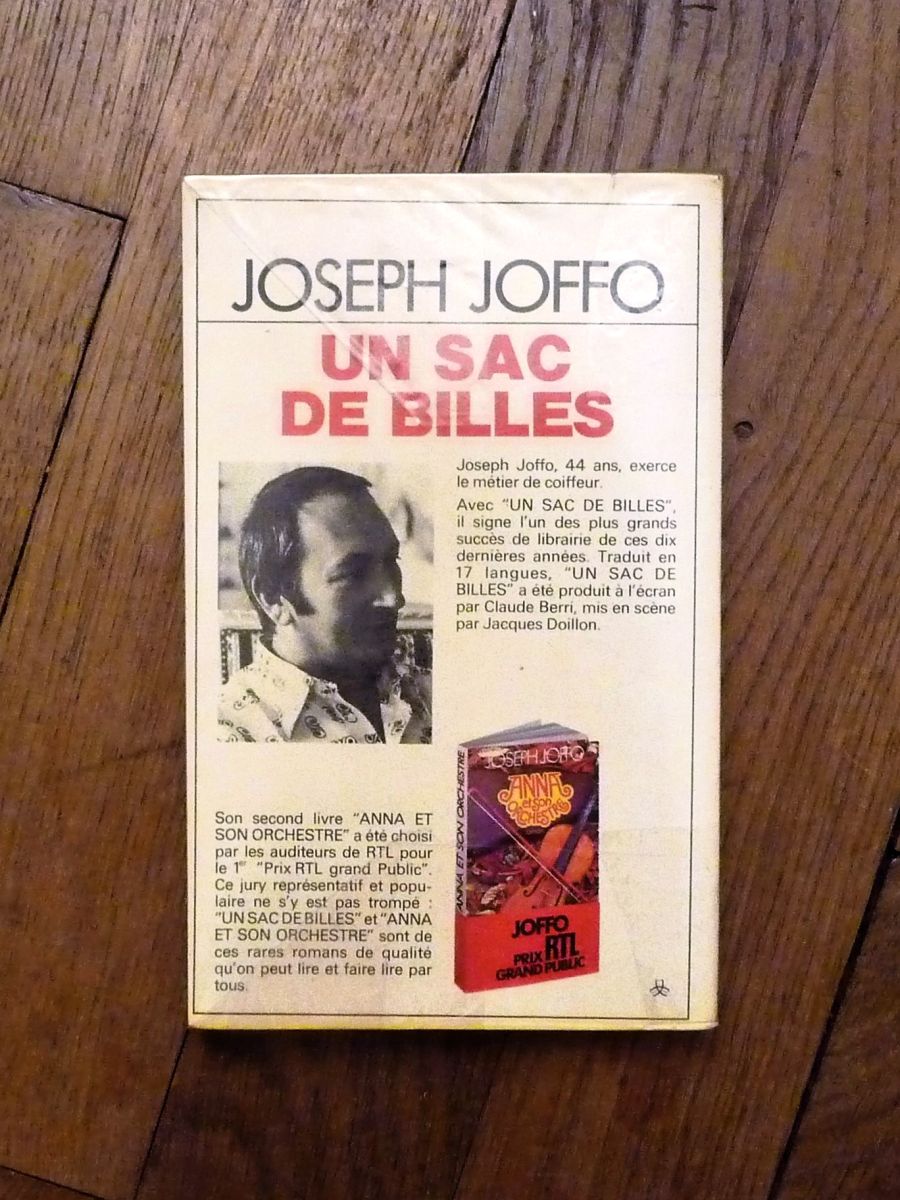 JOSEPH JOFFO
UN SAC
DE BILLES
Joseph Joffo, 44 ans, exerce
le métier de coiffeur.
Avec "UN SAC DE BILLES",
il signe l'un des plus grands
succès de librairie de ces dix
dernières années. Traduit en
17 langues, "UN SAC DE
BILLES" a été produit à l'écran
par Claude Berri, mis en scène
par Jacques Doillon.
Son second livre "ANNA ET
SON ORCHESTRE" a été choisi
par les auditeurs de RTL pour
le 1er "Prix RTL grand Public".
Ce jury représentatif et popu-
laire ne s'y est pas trompé :
"UN SAC DE BILLES" et "ANNA
ET SON ORCHESTRE" sont de
ces rares romans de qualité
qu'on peut lire et faire lire par
tous.
ANNA ET SON ORCHESTRE
JOSEPH JOFFO
ANNA
et son
ORCHESTRE
JOFFO
PRIX RTL
GRAND PUBLIC